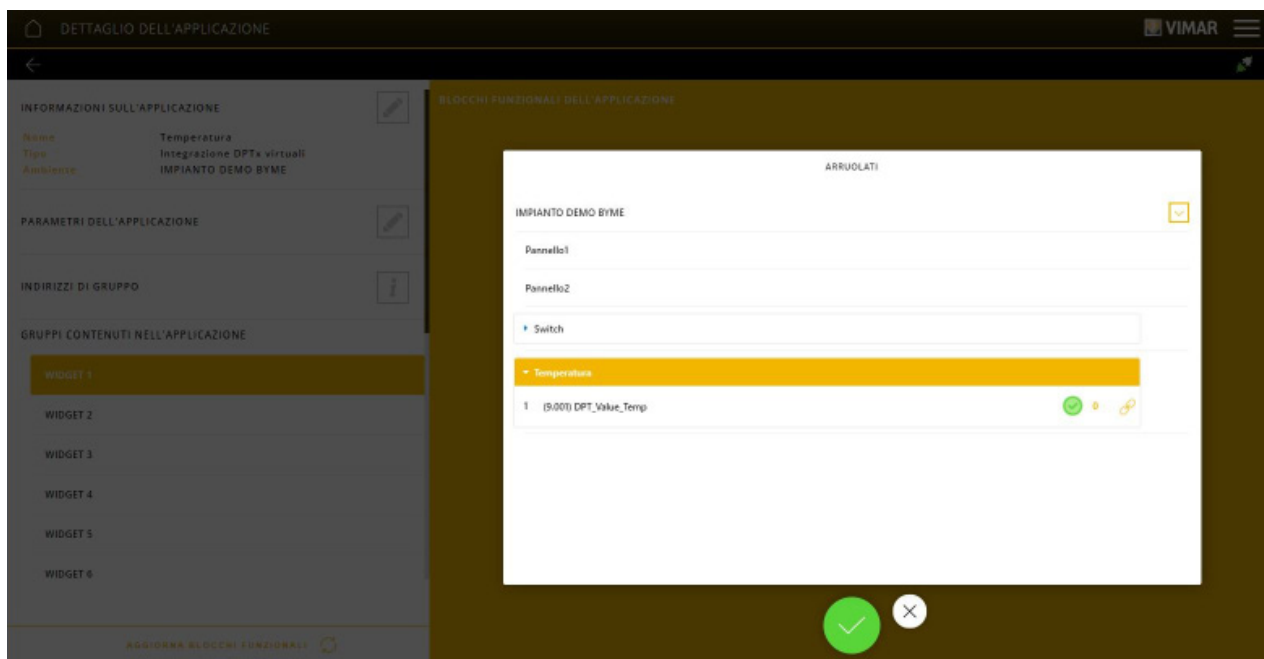 DETTAGLIO DELL'APPLICAZIONE
VIMAR
INFORMAZIONI SULL'APPLICAZIONE
Nome Temperatura
Tipo Integrazione DPTx virtuali
Ambiente IMPIANTO DEMO BYME
PARAMETRI DELL'APPLICAZIONE
INDIRIZZI DI GRUPPO
GRUPPI CONTENUTI NELL'APPLICAZIONE
WIDGET 1
WIDGET 2
WIDGET 3
WIDGET 4
WIDGET 5
WIDGET 6
AGGIORNA BLOCCHI FUNZIONALI
BLOCCHI FUNZIONALI DELL'APPLICAZIONE
ARRUOLATI
IMPIANTO DEMO BYME
Pannello1
Pannello2
Switch
Temperatura
1 (9.001) DPT_Value_Temp 0